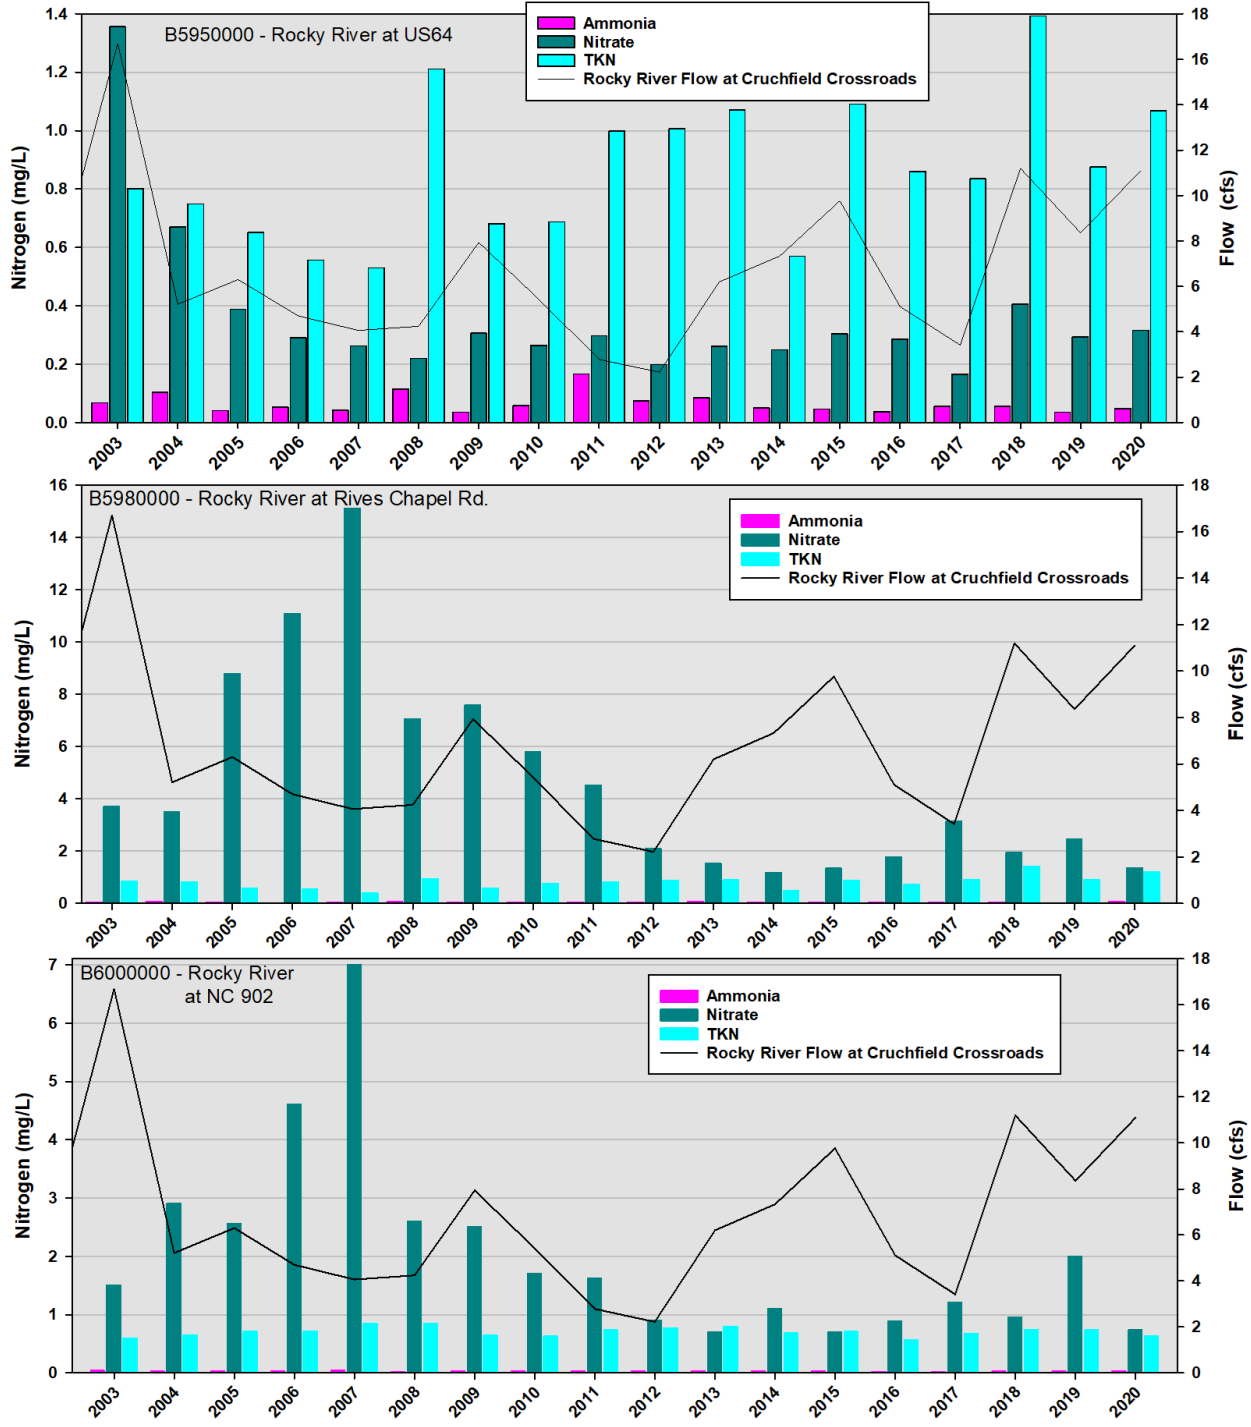 B5950000 - Rocky River at US64
Ammonia
Nitrate
TKN
Rocky River Flow at Cruchfield Crossroads
Nitrogen (mg/L)
1.4
1.2
1.0
0.8
0.6
0.4
0.2
0.0
Flow (cfs)
18
16
14
12
10
8
6
4
2
0
2003 2004 2005 2006 2007 2008 2009 2010 2011 2012 2013 2014 2015 2016 2017 2018 2019 2020
B5980000 - Rocky River at Rives Chapel Rd.
Ammonia
Nitrate
TKN
Rocky River Flow at Cruchfield Crossroads
Nitrogen (mg/L)
16
14
12
10
8
6
4
2
0
Flow (cfs)
18
16
14
12
10
8
6
4
2
0
2003 2004 2005 2006 2007 2008 2009 2010 2011 2012 2013 2014 2015 2016 2017 2018 2019 2020
B6000000 - Rocky River
at NC 902
Ammonia
Nitrate
TKN
Rocky River Flow at Cruchfield Crossroads
Nitrogen (mg/L)
7
6
5
4
3
2
1
0
Flow (cfs)
18
16
14
12
10
8
6
4
2
0
2003 2004 2005 2006 2007 2008 2009 2010 2011 2012 2013 2014 2015 2016 2017 2018 2019 2020